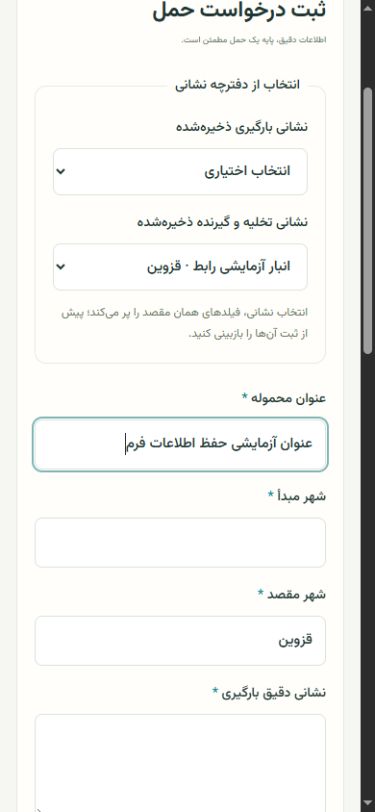 ثبت درخواست حمل
اطلاعات دقیق، پایه یک حمل مطمئن است.
انتخاب از دفترچه نشانی
نشانی بارگیری ذخیره‌شده
انتخاب اختیاری
نشانی تخلیه و گیرنده ذخیره‌شده
انبار آزمایشی رابط · قزوین
انتخاب نشانی، فیلدهای همان مقصد را پر می‌کند؛ پیش
از ثبت آن‌ها را بازبینی کنید.
عنوان محموله *
عنوان آزمایشی حفظ اطلاعات فرم
شهر مبدأ *
شهر مقصد *
قزوین
نشانی دقیق بارگیری *